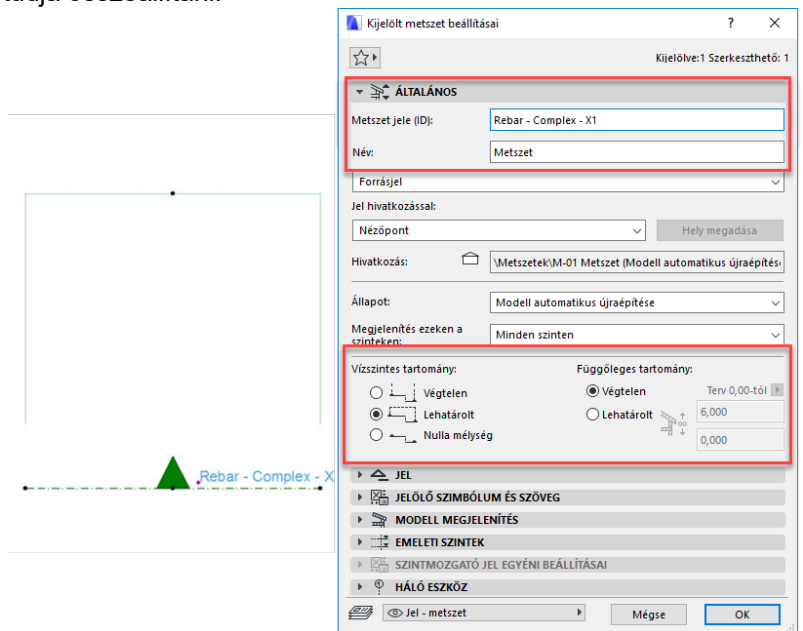 Kijelölt metszet beállításai
?
Kijelölve:1 Szerkeszthető: 1
ÁLTALÁNOS
Metszet jele (ID):
Rebar - Complex - X1
Név:
Metszet
Forrásjel
Jel hivatkozással:
Nézőpont
Hely megadása
Hivatkozás:
\Metszetek\M-01 Metszet (Modell automatikus újraépítés
Állapot:
Modell automatikus újraépítése
Megjelenítés ezeken a
szinteken:
Minden szinten
Vízszintes tartomány:
Függőleges tartomány:
Végtelen
Végtelen
Terv 0,00-tól
Lehatárolt
Lehatárolt
6,000
Nulla mélység
0,000
Rebar - Complex - X
JEL
JELÖLŐ SZIMBÓLUM ÉS SZÖVEG
MODELL MEGJELENÍTÉS
EMELETI SZINTEK
SZINTMOZGATÓ JEL EGYÉNI BEÁLLÍTÁSAI
HÁLÓ ESZKÖZ
Jel - metszet
Mégse
OK